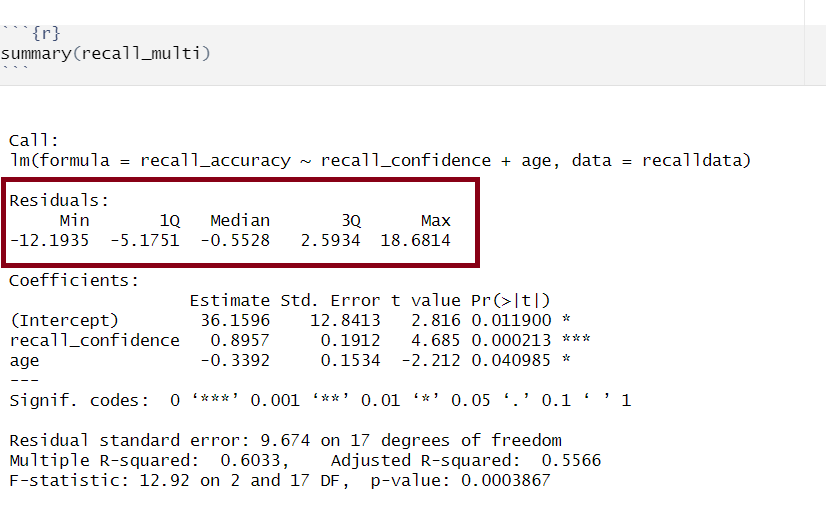 ```{r}
summary(recall_multi)
```
Call:
lm(formula = recall_accuracy ~ recall_confidence + age, data = recalldata)
Residuals:
     Min       1Q   Median       3Q      Max
-12.1935  -5.1751  -0.5528   2.5934  18.6814
Coefficients:
                  Estimate Std. Error t value Pr(>|t|)
(Intercept)        36.1596    12.8413   2.816 0.011900 *
recall_confidence   0.8957     0.1912   4.685 0.000213 ***
age                -0.3392     0.1534  -2.212 0.040985 *
---
Signif. codes:  0 ‘***’ 0.001 ‘**’ 0.01 ‘*’ 0.05 ‘.’ 0.1 ‘ ’ 1
Residual standard error: 9.674 on 17 degrees of freedom
Multiple R-squared:  0.6033,    Adjusted R-squared:  0.5566
F-statistic: 12.92 on 2 and 17 DF,  p-value: 0.0003867